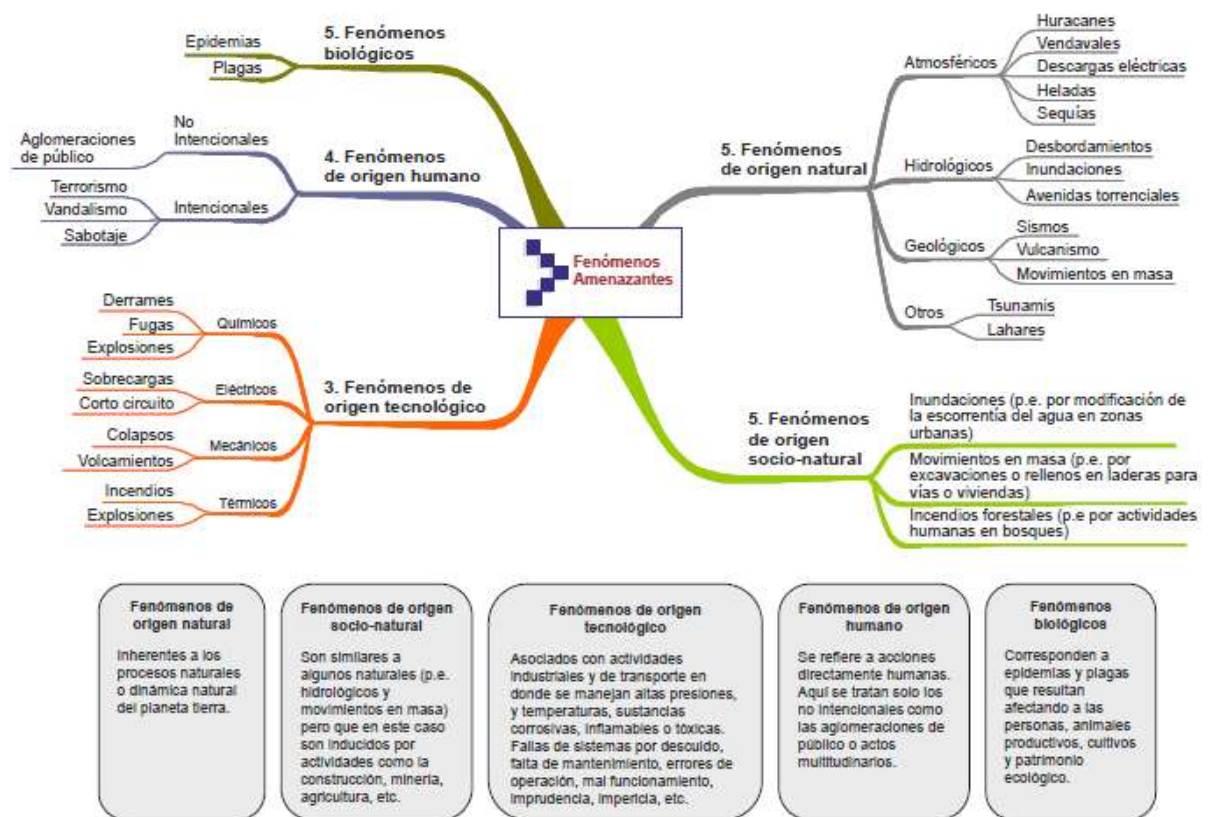 5. Fenómenos
biológicos
Epidemias
Plagas
4. Fenómenos
de origen humano
No
Intencionales
Aglomeraciones
de público
Intencionales
Terrorismo
Vandalismo
Sabotaje
3. Fenómenos de
origen tecnológico
Químicos
Derrames
Fugas
Explosiones
Eléctricos
Sobrecargas
Corto circuito
Mecánicos
Colapsos
Volcamientos
Térmicos
Incendios
Explosiones
Fenómenos
Amenazantes
5. Fenómenos
de origen natural
Atmosféricos
Huracanes
Vendavales
Descargas eléctricas
Heladas
Sequías
Hidrológicos
Desbordamientos
Inundaciones
Avenidas torrenciales
Geológicos
Sismos
Vulcanismo
Movimientos en masa
Otros
Tsunamis
Lahares
5. Fenómenos
de origen
socio-natural
Inundaciones (p.e. por modificación de
la escorrentía del agua en zonas
urbanas)
Movimientos en masa (p.e. por
excavaciones o rellenos en laderas para
vías o viviendas)
Incendios forestales (p.e por actividades
humanas en bosques)
Fenómenos de
origen natural
Inherentes a los
procesos naturales
o dinámica natural
del planeta tierra.
Fenómenos de origen
socio-natural
Son similares a
algunos naturales (p.e.
hidrológicos y
movimientos en masa)
pero que en este caso
son inducidos por
actividades como la
construcción, minería,
agricultura, etc.
Fenómenos de origen
tecnológico
Asociados con actividades
industriales y de transporte en
donde se manejan altas presiones,
y temperaturas, sustancias
corrosivas, inflamables o tóxicas.
Fallas de sistemas por descuido,
falta de mantenimiento, errores de
operación, mal funcionamiento,
imprudencia, impericia, etc.
Fenómenos de origen
humano
Se refiere a acciones
directamente humanas.
Aquí se tratan solo los
no intencionales como
las aglomeraciones de
público o actos
multitudinarios.
Fenómenos
biológicos
Corresponden a
epidemias y plagas
que resultan
afectando a las
personas, animales
productivos, cultivos
y patrimonio
ecológico.